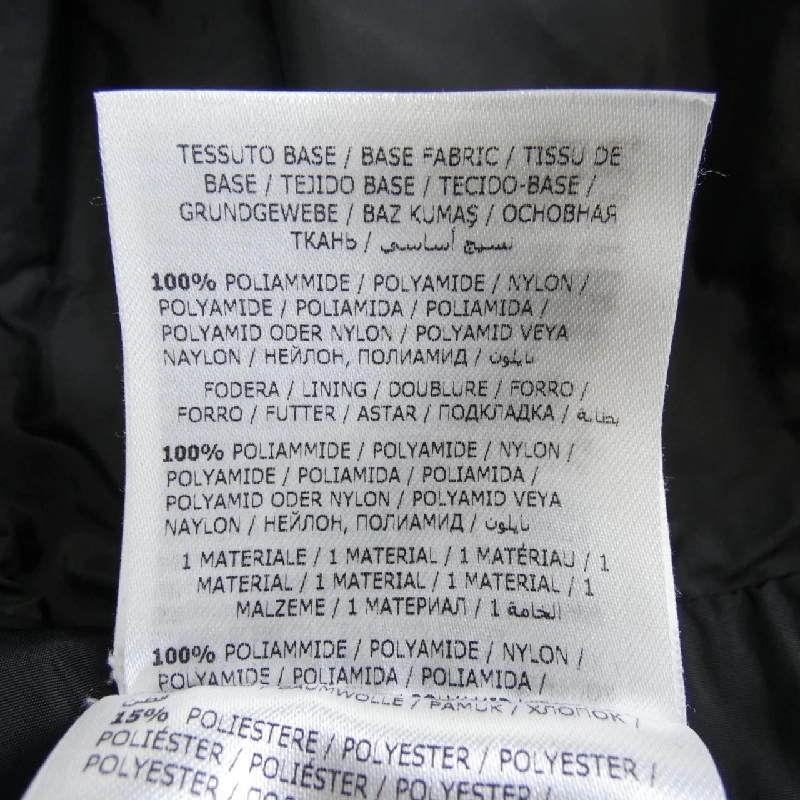 TESSUTO BASE / BASE FABRIC / TISSU DE
BASE / TEJIDO BASE / TECIDO-BASE /
GRUNDGEWEBE / BAZ KUMAŞ / ОСНОВНАЯ
ТКАНЬ / نسيج أساسي
100% POLIAMMIDE / POLYAMIDE / NYLON /
POLYAMIDE / POLIAMIDA / POLIAMIDA /
POLYAMID ODER NYLON / POLYAMID VEYA
NAYLON / НЕЙЛОН, ПОЛИАМИД / نايلون
FODERA / LINING / DOUBLURE / FORRO /
FORRO / FUTTER / ASTAR / ПОДКЛАДКА / بطانة
100% POLIAMMIDE / POLYAMIDE / NYLON /
POLYAMIDE / POLIAMIDA / POLIAMIDA /
POLYAMID ODER NYLON / POLYAMID VEYA
NAYLON / НЕЙЛОН, ПОЛИАМИД / نايلون
1 MATERIALE / 1 MATERIAL / 1 MATÉRIAU / 1
MATERIAL / 1 MATERIAL / 1 MATERIAL / 1
MALZEME / 1 МАТЕРИАЛ / 1 الخامة
100% POLIAMMIDE / POLYAMIDE / NYLON /
POLYAMIDE / POLIAMIDA / POLIAMIDA /
BAUMWOLLE / PAMUK / ХЛОПОК /
15% POLIESTERE / POLYESTER / POLYESTER /
POLIÉSTER / POLIÉSTER / POLYESTER /
POLYESTER /